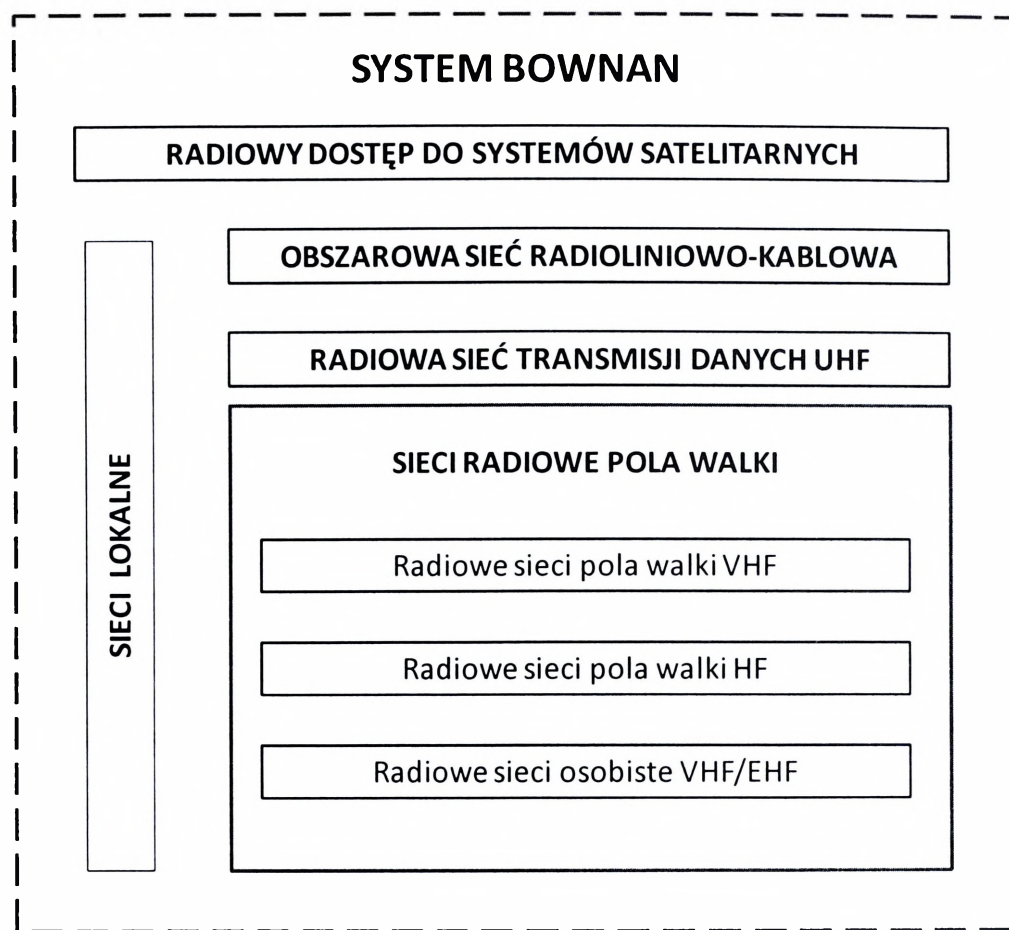 SYSTEM BOWNAN
RADIOWY DOSTĘP DO SYSTEMÓW SATELITARNYCH
OBSZAROWA SIEĆ RADIOLINIOWO-KABLOWA
RADIOWA SIEĆ TRANSMISJI DANYCH UHF
SIECI LOKALNE
SIECI RADIOWE POLA WALKI
Radiowe sieci pola walki VHF
Radiowe sieci pola walki HF
Radiowe sieci osobiste VHF/EHF